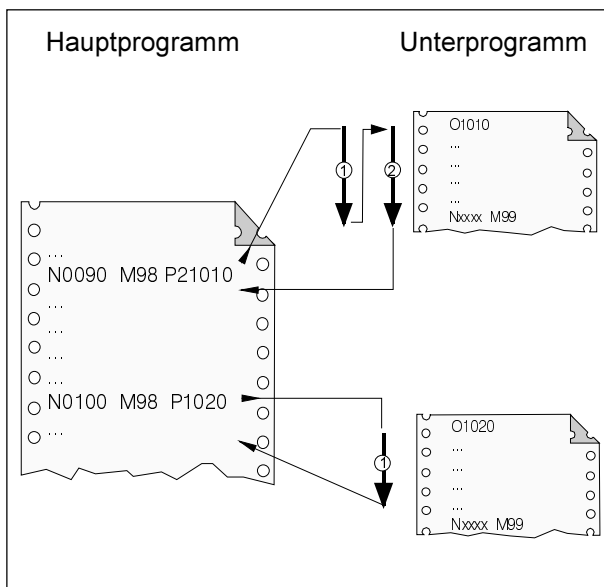 Hauptprogramm
Unterprogramm
...
N0090 M98 P21010
...
...
...
...
N0100 M98 P1020
...
①
②
O1010
...
...
...
...
Nxxxx M99
①
O1020
...
...
...
...
Nxxxx M99